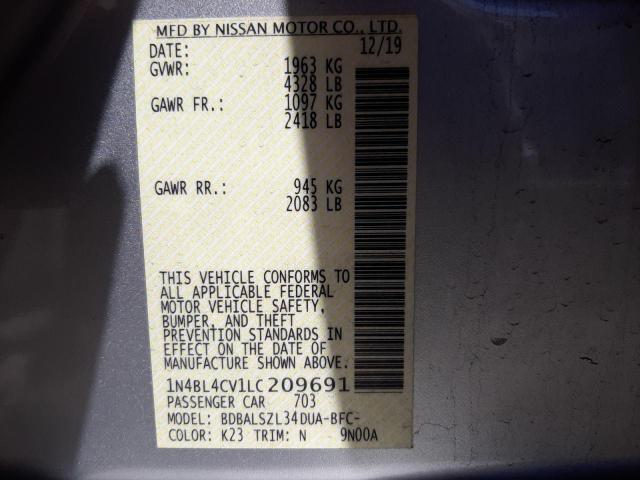 MFD BY NISSAN MOTOR CO., LTD.
DATE: 12/19
GVWR: 1963 KG
4328 LB
GAWR FR.: 1097 KG
2418 LB
GAWR RR.: 945 KG
2083 LB
THIS VEHICLE CONFORMS TO
ALL APPLICABLE FEDERAL
MOTOR VEHICLE SAFETY,
BUMPER, AND THEFT
PREVENTION STANDARDS IN
EFFECT ON THE DATE OF
MANUFACTURE SHOWN ABOVE.
1N4BL4CV1LC209691
PASSENGER CAR 703
MODEL: BDBALSZL34DUA-BFC-
COLOR: K23 TRIM: N 9N00A